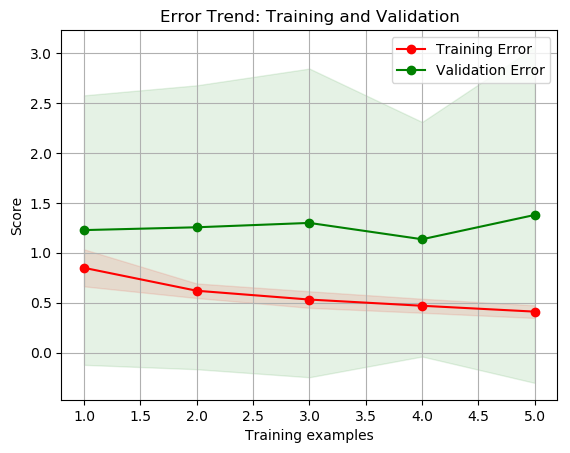 Error Trend: Training and Validation
Training Error
Validation Error
Score
3.0
2.5
2.0
1.5
1.0
0.5
0.0
1.0 1.5 2.0 2.5 3.0 3.5 4.0 4.5 5.0
Training examples